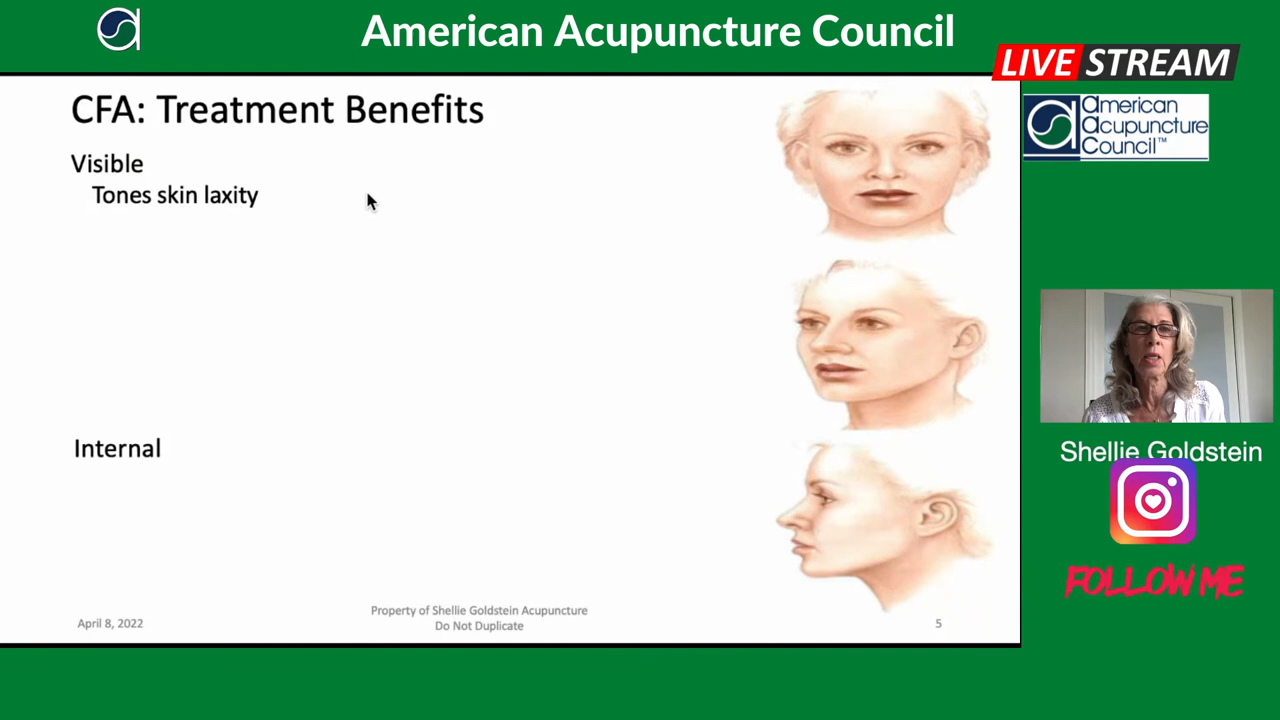 American Acupuncture Council
LIVE STREAM
american
acupuncture
council™
CFA: Treatment Benefits
Visible
Tones skin laxity
Internal
Shellie Goldstein
FOLLOW ME
April 8, 2022
Property of Shellie Goldstein Acupuncture
Do Not Duplicate
5